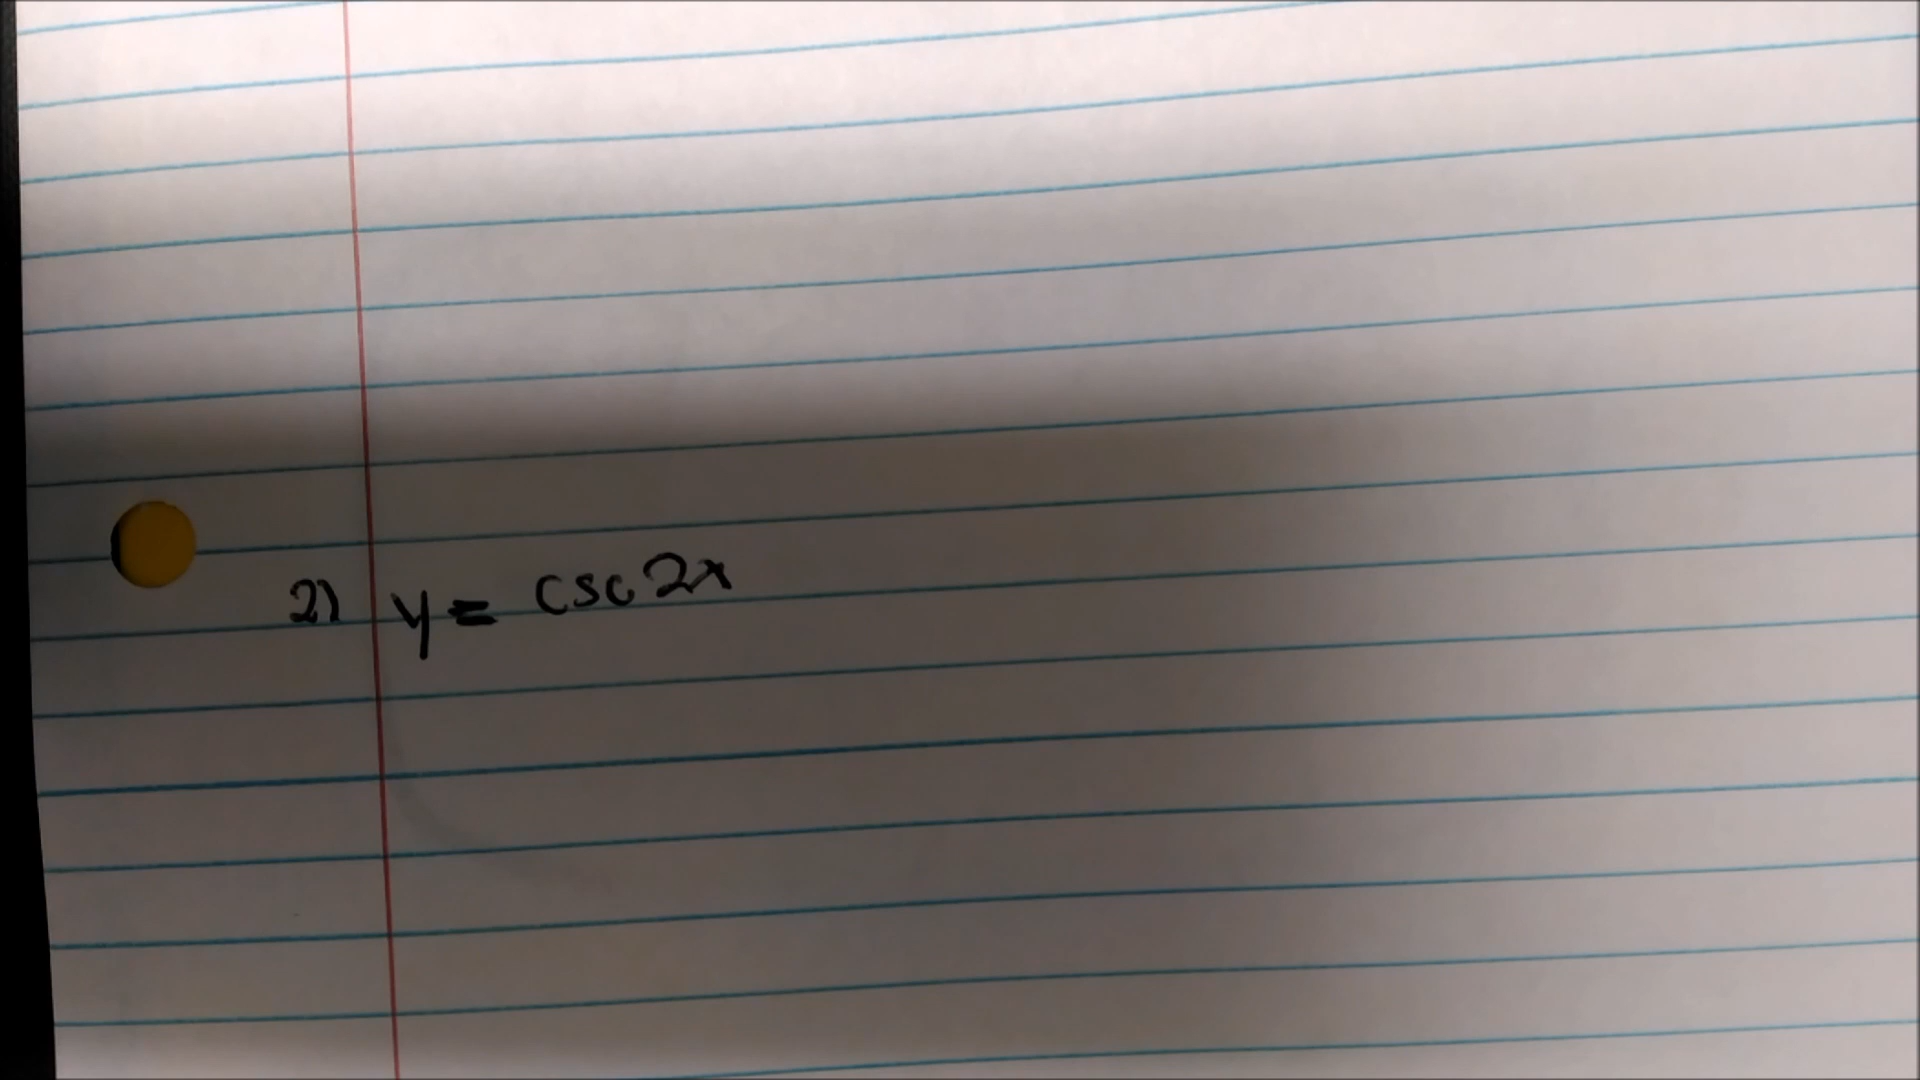 2) y = csc 2x